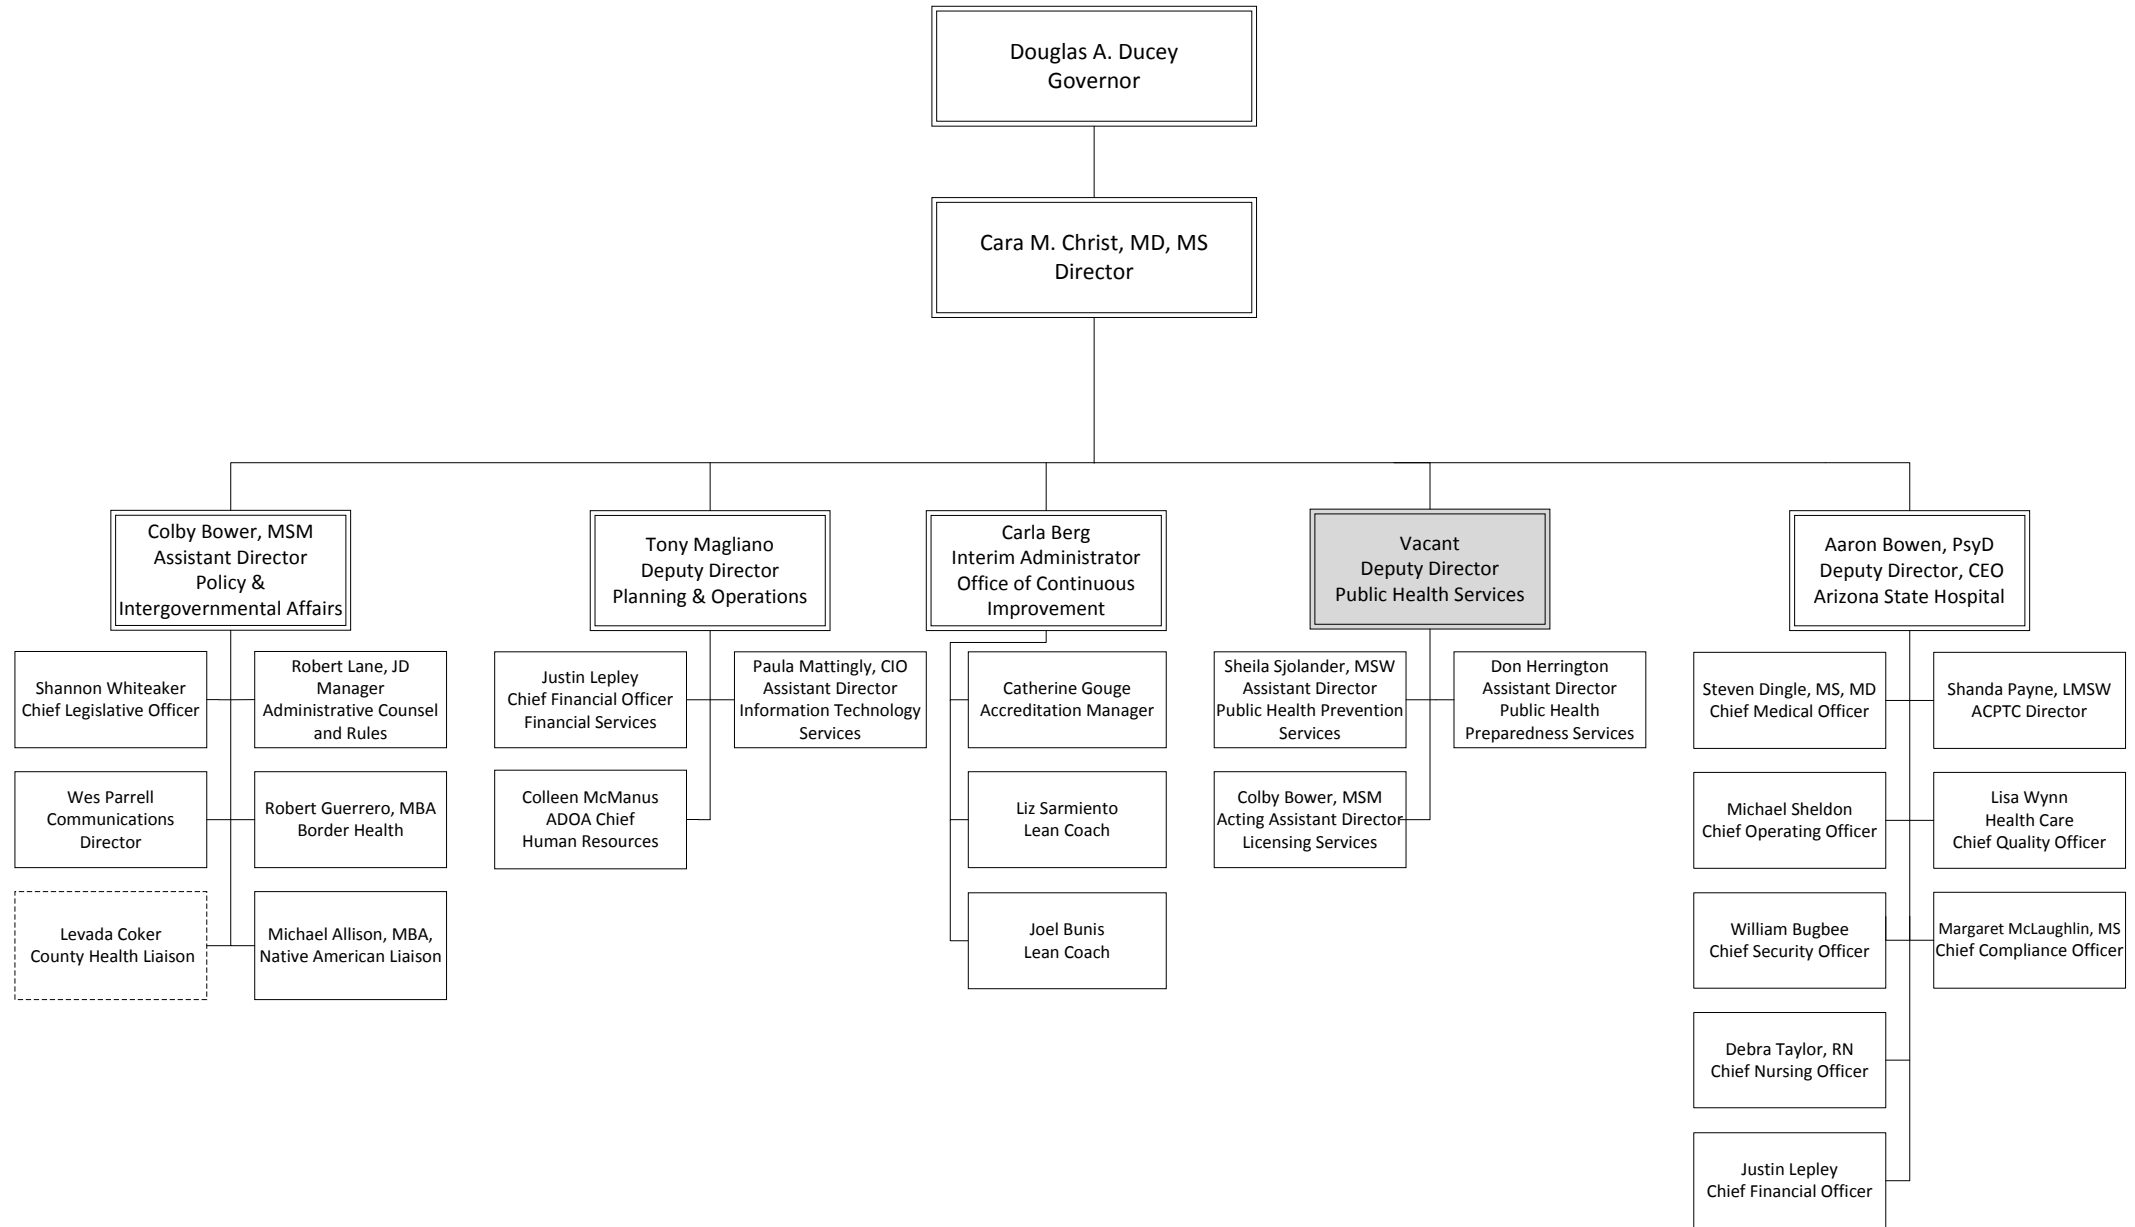 Douglas A. Ducey
Governor
Cara M. Christ, MD, MS
Director
Colby Bower, MSM
Assistant Director
Policy &
Intergovernmental Affairs
Shannon Whiteaker
Chief Legislative Officer
Robert Lane, JD
Manager
Administrative Counsel
and Rules
Wes Parrell
Communications
Director
Robert Guerrero, MBA
Border Health
Levada Coker
County Health Liaison
Michael Allison, MBA,
Native American Liaison
Tony Magliano
Deputy Director
Planning & Operations
Justin Lepley
Chief Financial Officer
Financial Services
Paula Mattingly, CIO
Assistant Director
Information Technology
Services
Colleen McManus
ADOA Chief
Human Resources
Carla Berg
Interim Administrator
Office of Continuous
Improvement
Catherine Gouge
Accreditation Manager
Liz Sarmiento
Lean Coach
Joel Bunis
Lean Coach
Vacant
Deputy Director
Public Health Services
Sheila Sjolander, MSW
Assistant Director
Public Health Prevention
Services
Don Herrington
Assistant Director
Public Health
Preparedness Services
Colby Bower, MSM
Acting Assistant Director
Licensing Services
Aaron Bowen, PsyD
Deputy Director, CEO
Arizona State Hospital
Steven Dingle, MS, MD
Chief Medical Officer
Shanda Payne, LMSW
ACPTC Director
Michael Sheldon
Chief Operating Officer
Lisa Wynn
Health Care
Chief Quality Officer
William Bugbee
Chief Security Officer
Margaret McLaughlin, MS
Chief Compliance Officer
Debra Taylor, RN
Chief Nursing Officer
Justin Lepley
Chief Financial Officer